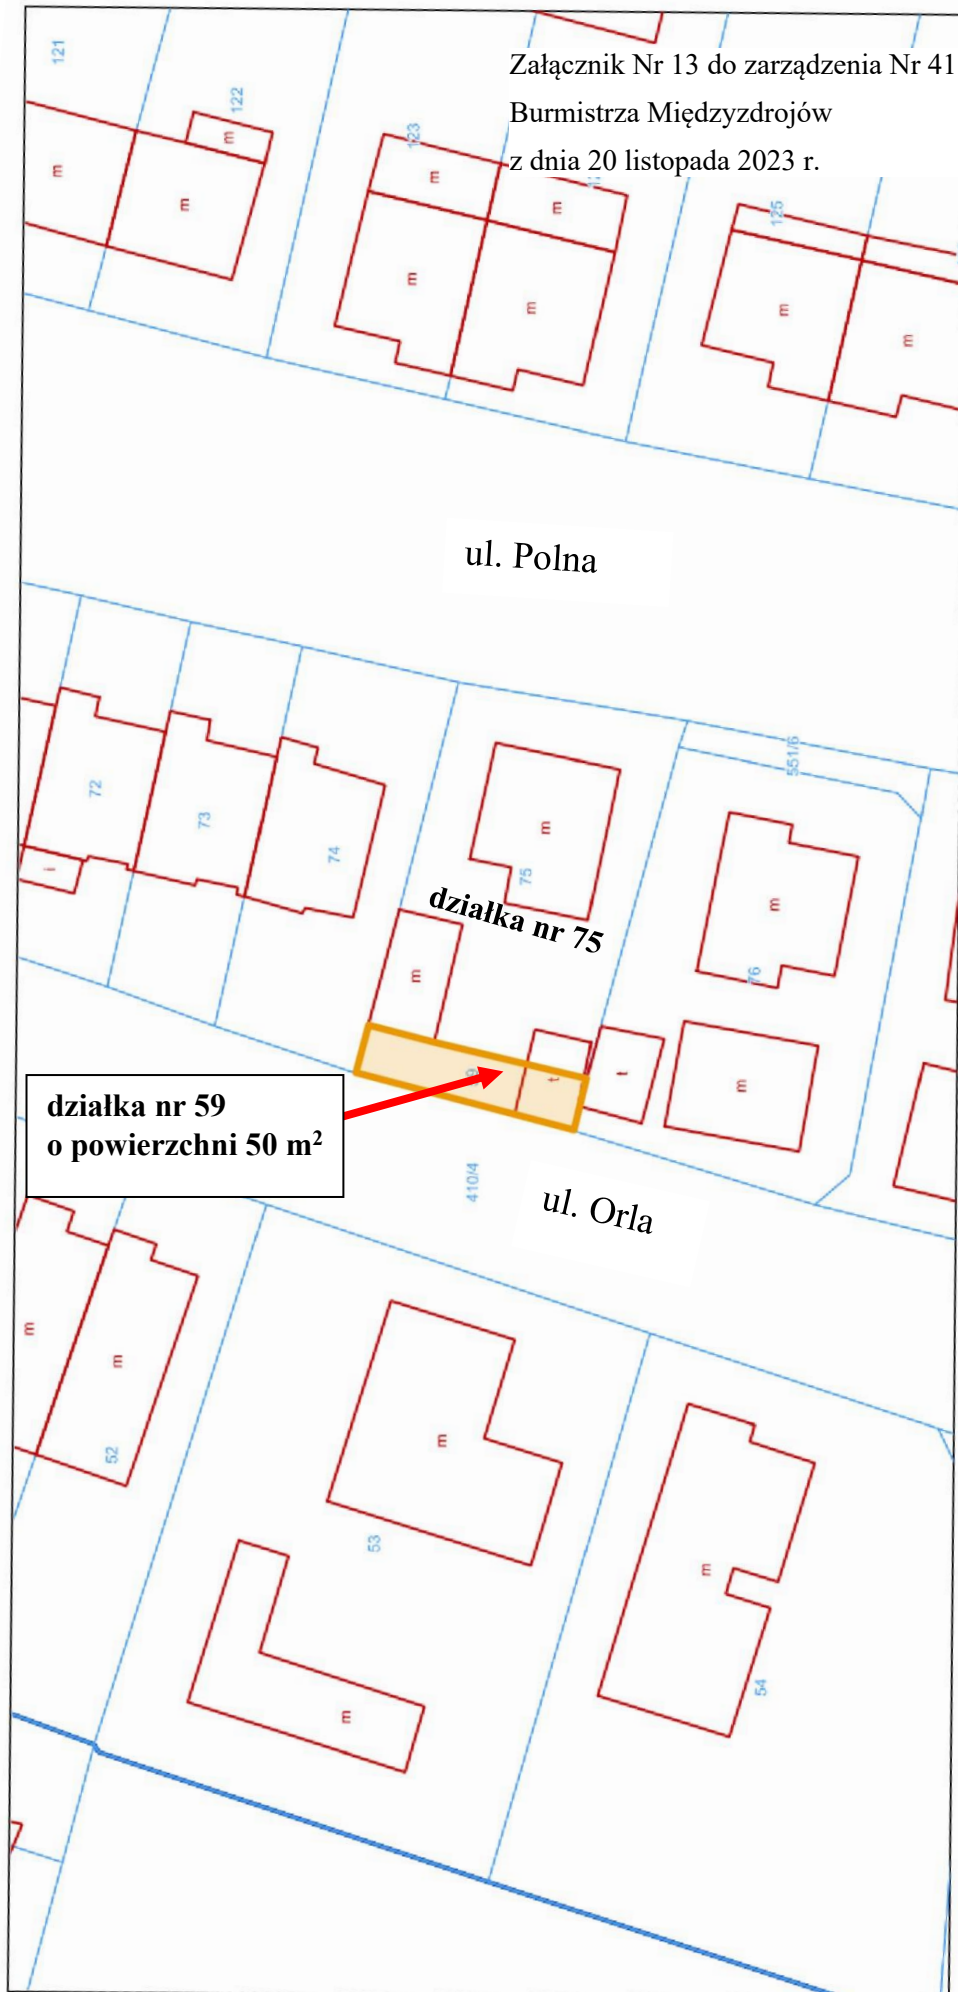 Załącznik Nr 13 do zarządzenia Nr 41
Burmistrza Międzyzdrojów
z dnia 20 listopada 2023 r.
121
122
123
125
m
m
m
m
m
m
m
m
m
ul. Polna
551/6
72
73
74
75
76
i
m
m
m
działka nr 75
t
t
m
działka nr 59
o powierzchni 50 m²
410/4
ul. Orla
m
m
52
m
53
m
m
54